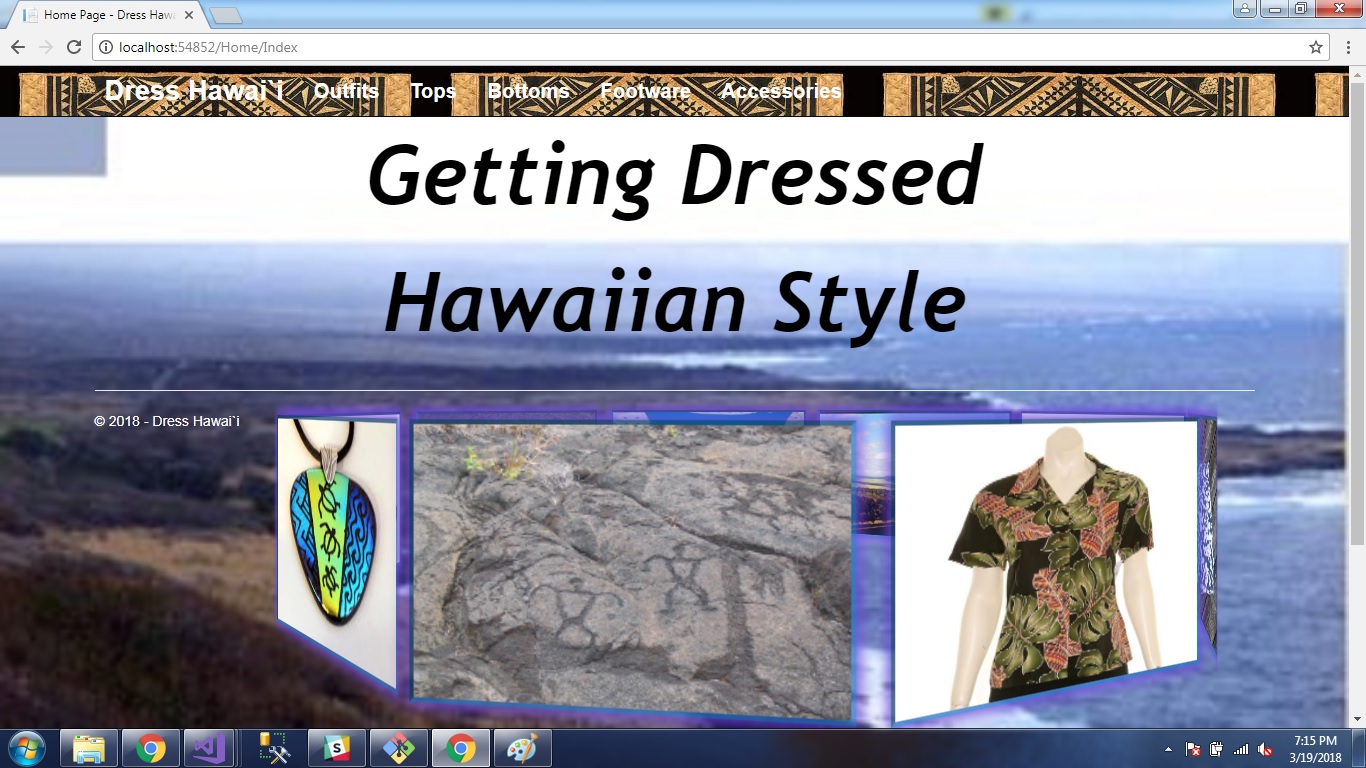 Home Page - Dress Haw
localhost:54852/Home/Index
Dress Hawai`i Outfits Tops Bottoms Footware Accessories
Getting Dressed
Hawaiian Style
© 2018 - Dress Hawai`i
7:15 PM
3/19/2018